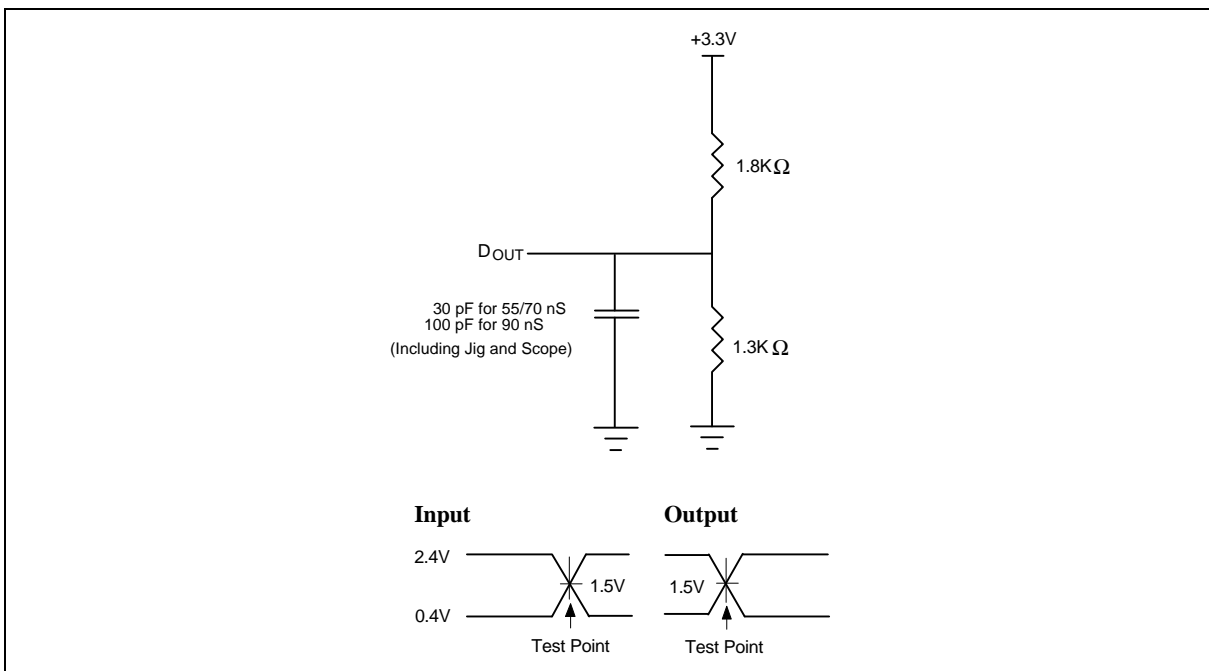 +3.3V
1.8KΩ
DOUT
30 pF for 55/70 nS
100 pF for 90 nS
(Including Jig and Scope)
1.3KΩ
Input
Output
2.4V
1.5V
1.5V
0.4V
Test Point
Test Point